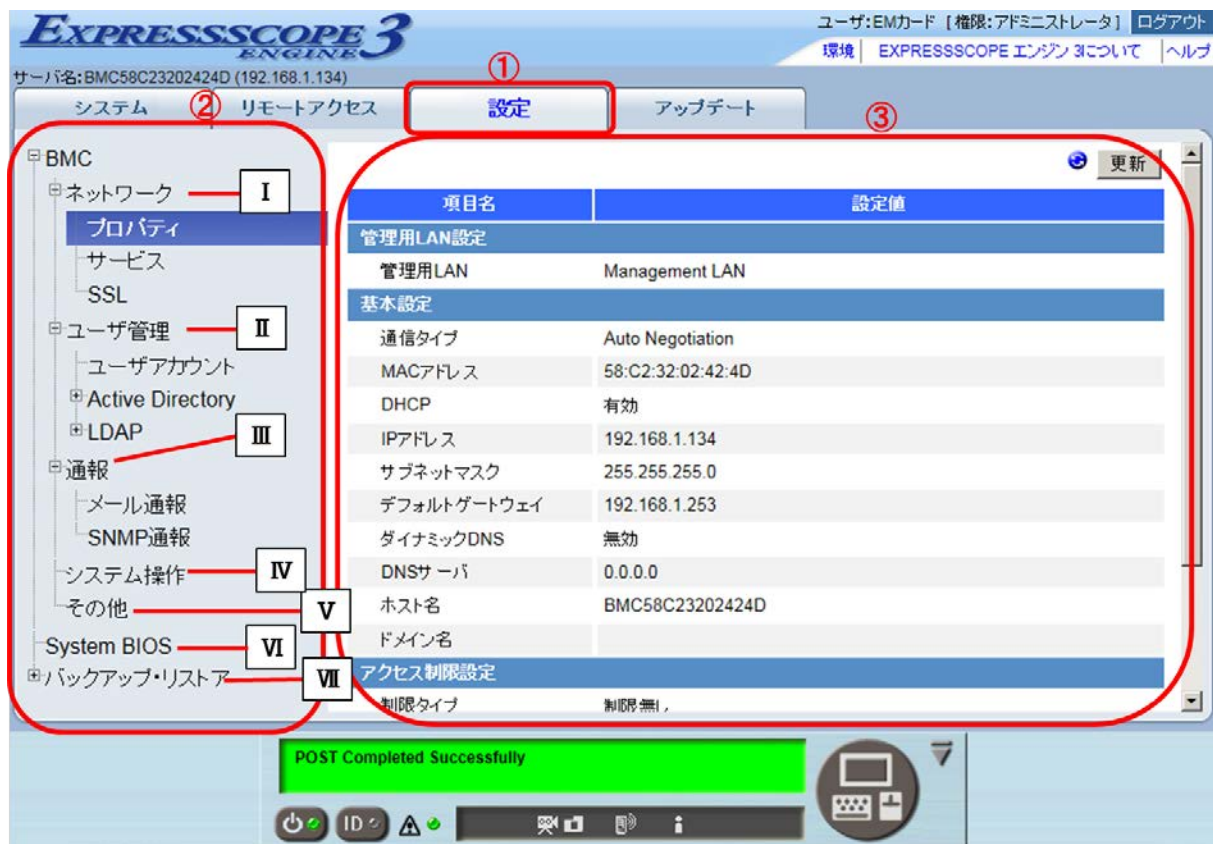 EXPRESSSCOPE
ENGINE 3
ユーザ:EMカード [権限:アドミニストレータ] ログアウト
環境 EXPRESSSCOPE エンジン 3について ヘルプ
サーバ名:BMC58C23202424D (192.168.1.134)
①
システム ② リモートアクセス 設定 アップデート
③
BMC
ネットワーク Ⅰ
プロパティ
サービス
SSL
ユーザ管理 Ⅱ
ユーザアカウント
Active Directory
LDAP Ⅲ
通報
メール通報
SNMP通報
システム操作 Ⅳ
その他 Ⅴ
System BIOS Ⅵ
バックアップ・リストア Ⅶ
更新
項目名 設定値
管理用LAN設定
管理用LAN Management LAN
基本設定
通信タイプ Auto Negotiation
MACアドレス 58:C2:32:02:42:4D
DHCP 有効
IPアドレス 192.168.1.134
サブネットマスク 255.255.255.0
デフォルトゲートウェイ 192.168.1.253
ダイナミックDNS 無効
DNSサーバ 0.0.0.0
ホスト名 BMC58C23202424D
ドメイン名
アクセス制限設定
制限タイプ 制限無し
POST Completed Successfully
ID